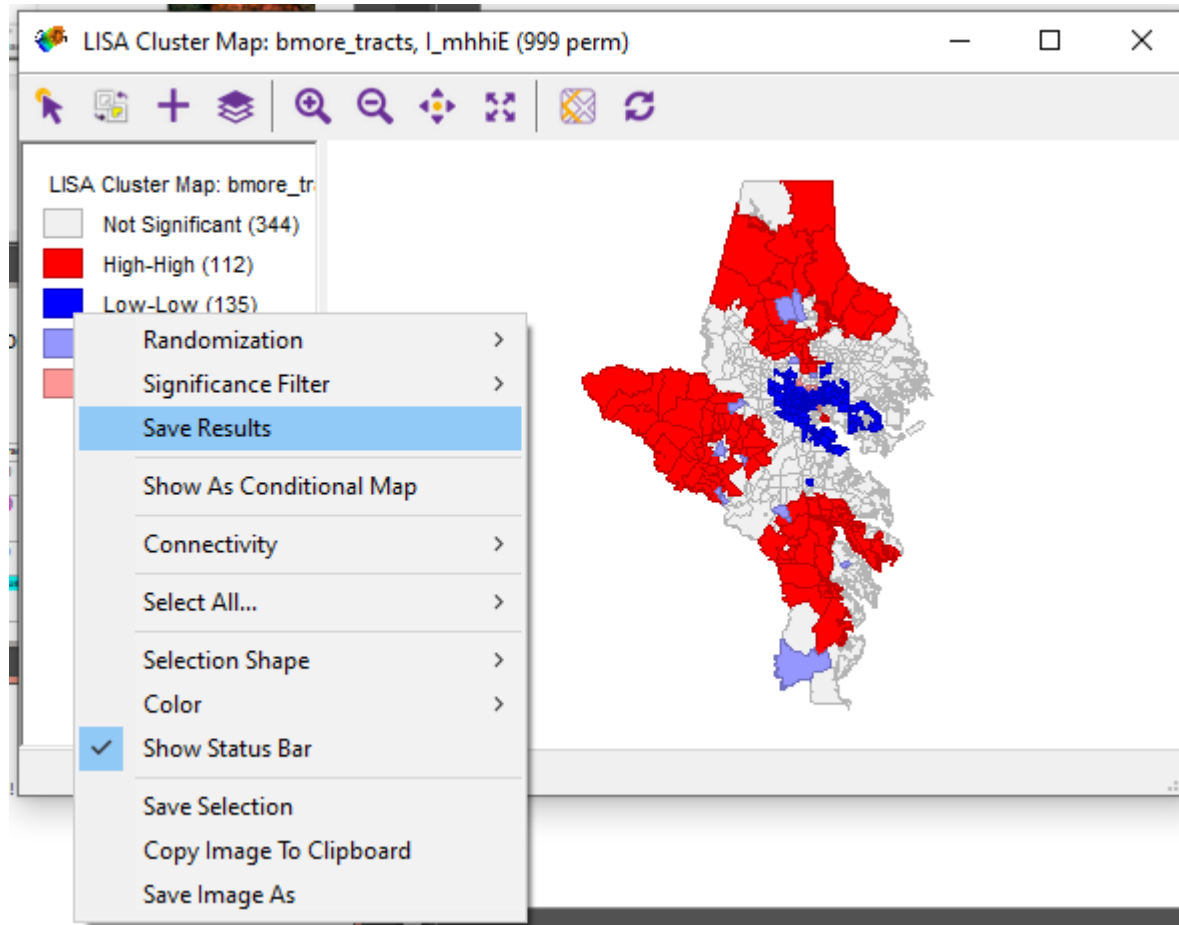 LISA Cluster Map: bmore_tracts, I_mhhiE (999 perm)
LISA Cluster Map: bmore_tr
Not Significant (344)
High-High (112)
Low-Low (135)
Randomization
Significance Filter
Save Results
Show As Conditional Map
Connectivity
Select All...
Selection Shape
Color
Show Status Bar
Save Selection
Copy Image To Clipboard
Save Image As